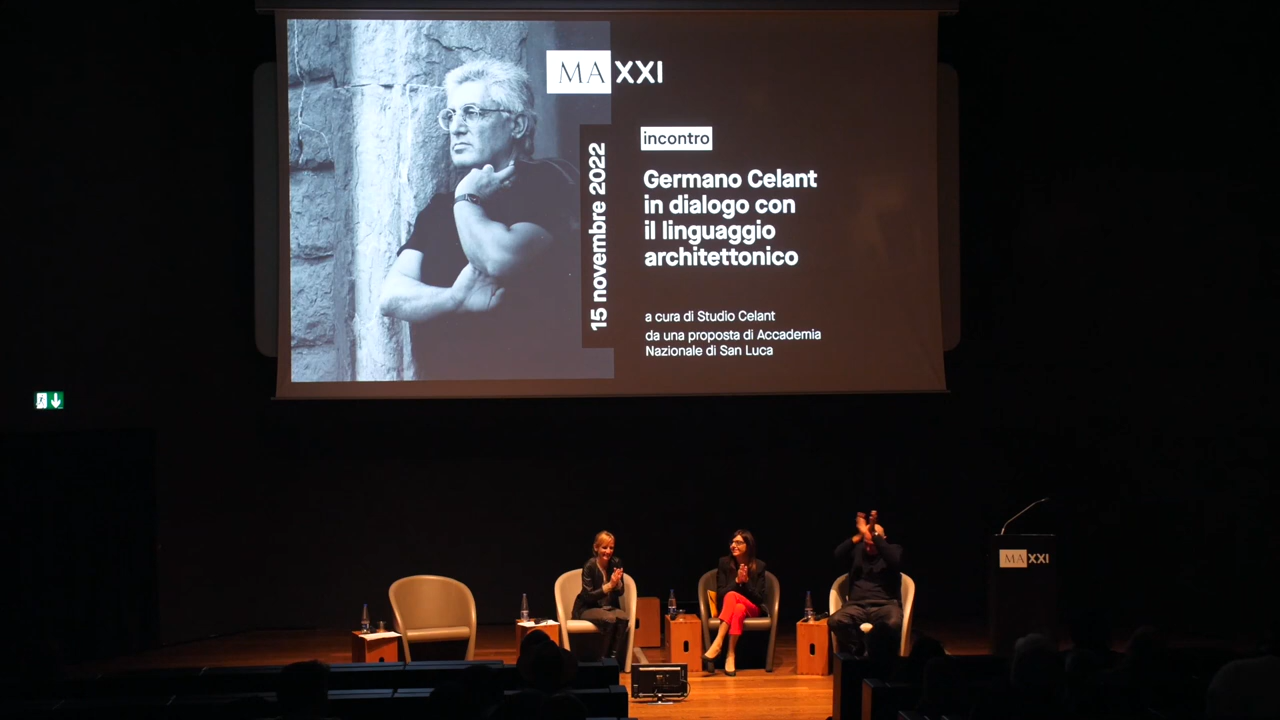 MAXXI
incontro
15 novembre 2022
Germano Celant
in dialogo con
il linguaggio
architettonico
a cura di Studio Celant
da una proposta di Accademia
Nazionale di San Luca
MAXXI